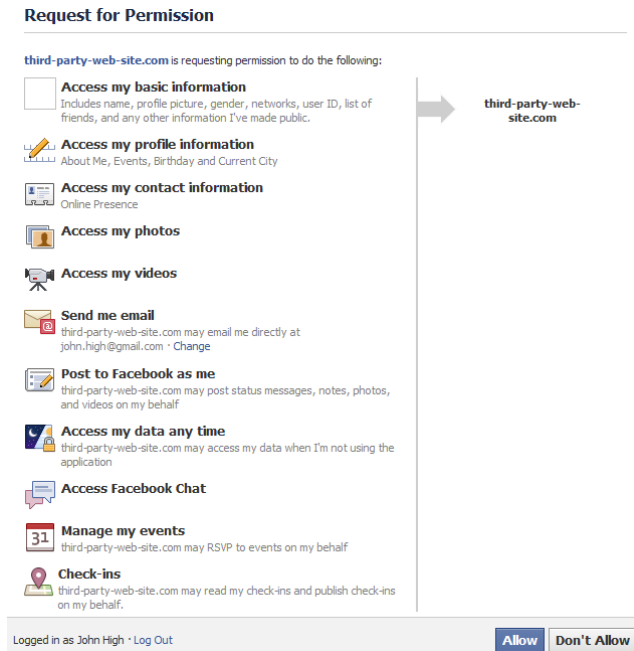 Request for Permission
third-party-web-site.com is requesting permission to do the following:
Access my basic information
Includes name, profile picture, gender, networks, user ID, list of
friends, and any other information I've made public.
third-party-web-
site.com
Access my profile information
About Me, Events, Birthday and Current City
Access my contact information
Online Presence
Access my photos
Access my videos
Send me email
third-party-web-site.com may email me directly at
john.high@gmail.com · Change
Post to Facebook as me
third-party-web-site.com may post status messages, notes, photos,
and videos on my behalf
Access my data any time
third-party-web-site.com may access my data when I'm not using the
application
Access Facebook Chat
31
Manage my events
third-party-web-site.com may RSVP to events on my behalf
Check-ins
third-party-web-site.com may read my check-ins and publish check-ins
on my behalf.
Logged in as John High · Log Out
Allow
Don't Allow